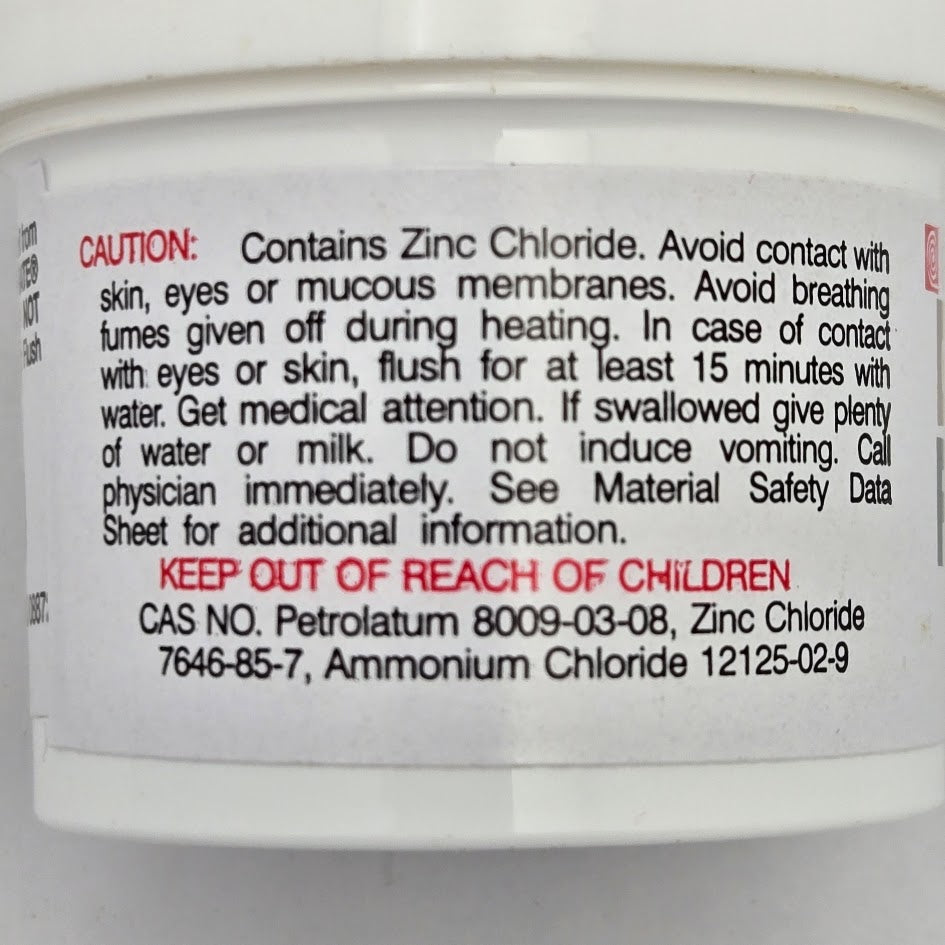 CAUTION: Contains Zinc Chloride. Avoid contact with
skin, eyes or mucous membranes. Avoid breathing
fumes given off during heating. In case of contact
with eyes or skin, flush for at least 15 minutes with
water. Get medical attention. If swallowed give plenty
of water or milk. Do not induce vomiting. Call
physician immediately. See Material Safety Data
Sheet for additional information.
KEEP OUT OF REACH OF CHILDREN
CAS NO. Petrolatum 8009-03-08, Zinc Chloride
7646-85-7, Ammonium Chloride 12125-02-9
NOT